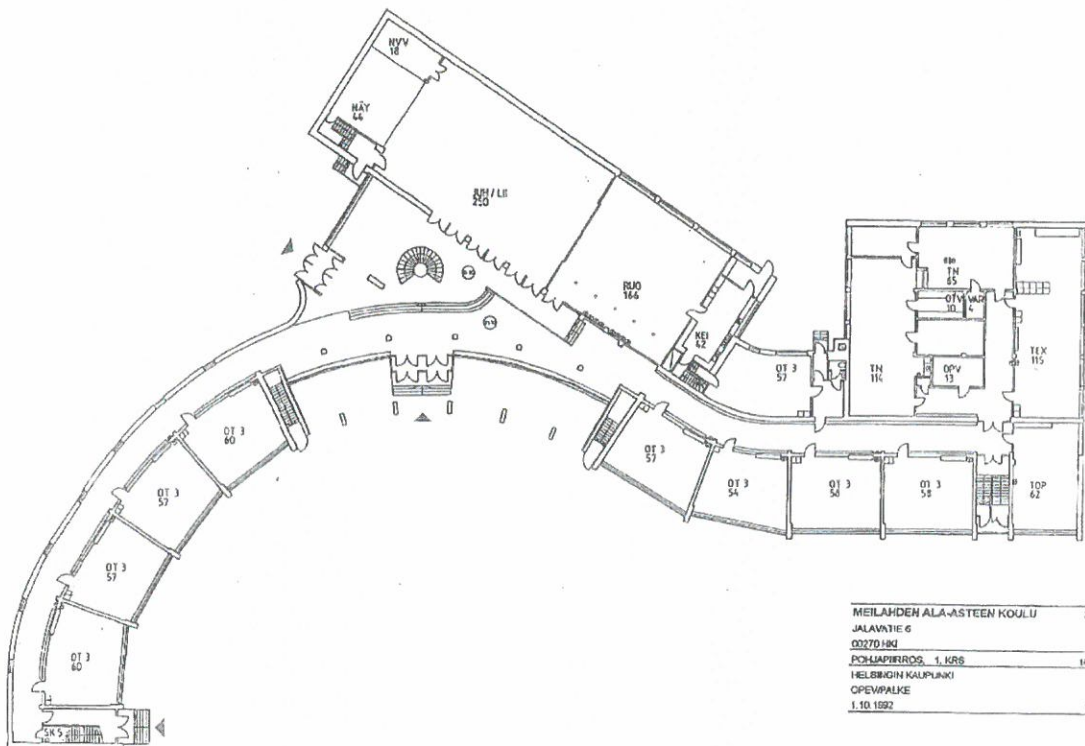 NVV
18
NÄY
44
JUH / LII
250
RUO
166
KEI
42
OT 3
57
TN
65
OTV
10
VAR
4
TN
114
OPV
13
TEX
115
OT 3
60
OT 3
57
OT 3
57
OT 3
60
OT 3
57
OT 3
54
OT 3
58
OT 3
58
TOP
62
SK 5
MEILAHDEN ALA-ASTEEN KOULU
JALAVATIE 6
00270 HKI
POHJAPIIRROS, 1. KRS
HELSINGIN KAUPUNKI
OPEV/PALKE
1.10.1992